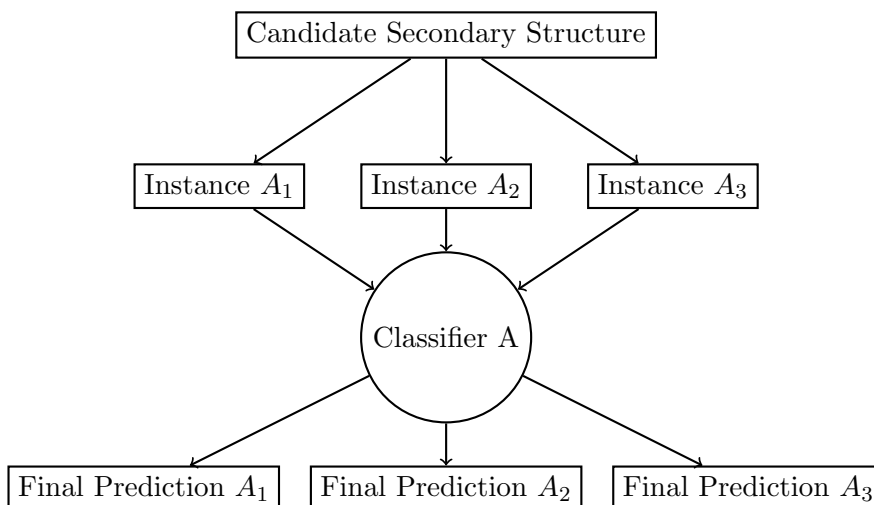 Candidate Secondary Structure
Instance A₁
Instance A₂
Instance A₃
Classifier A
Final Prediction A₁
Final Prediction A₂
Final Prediction A₃